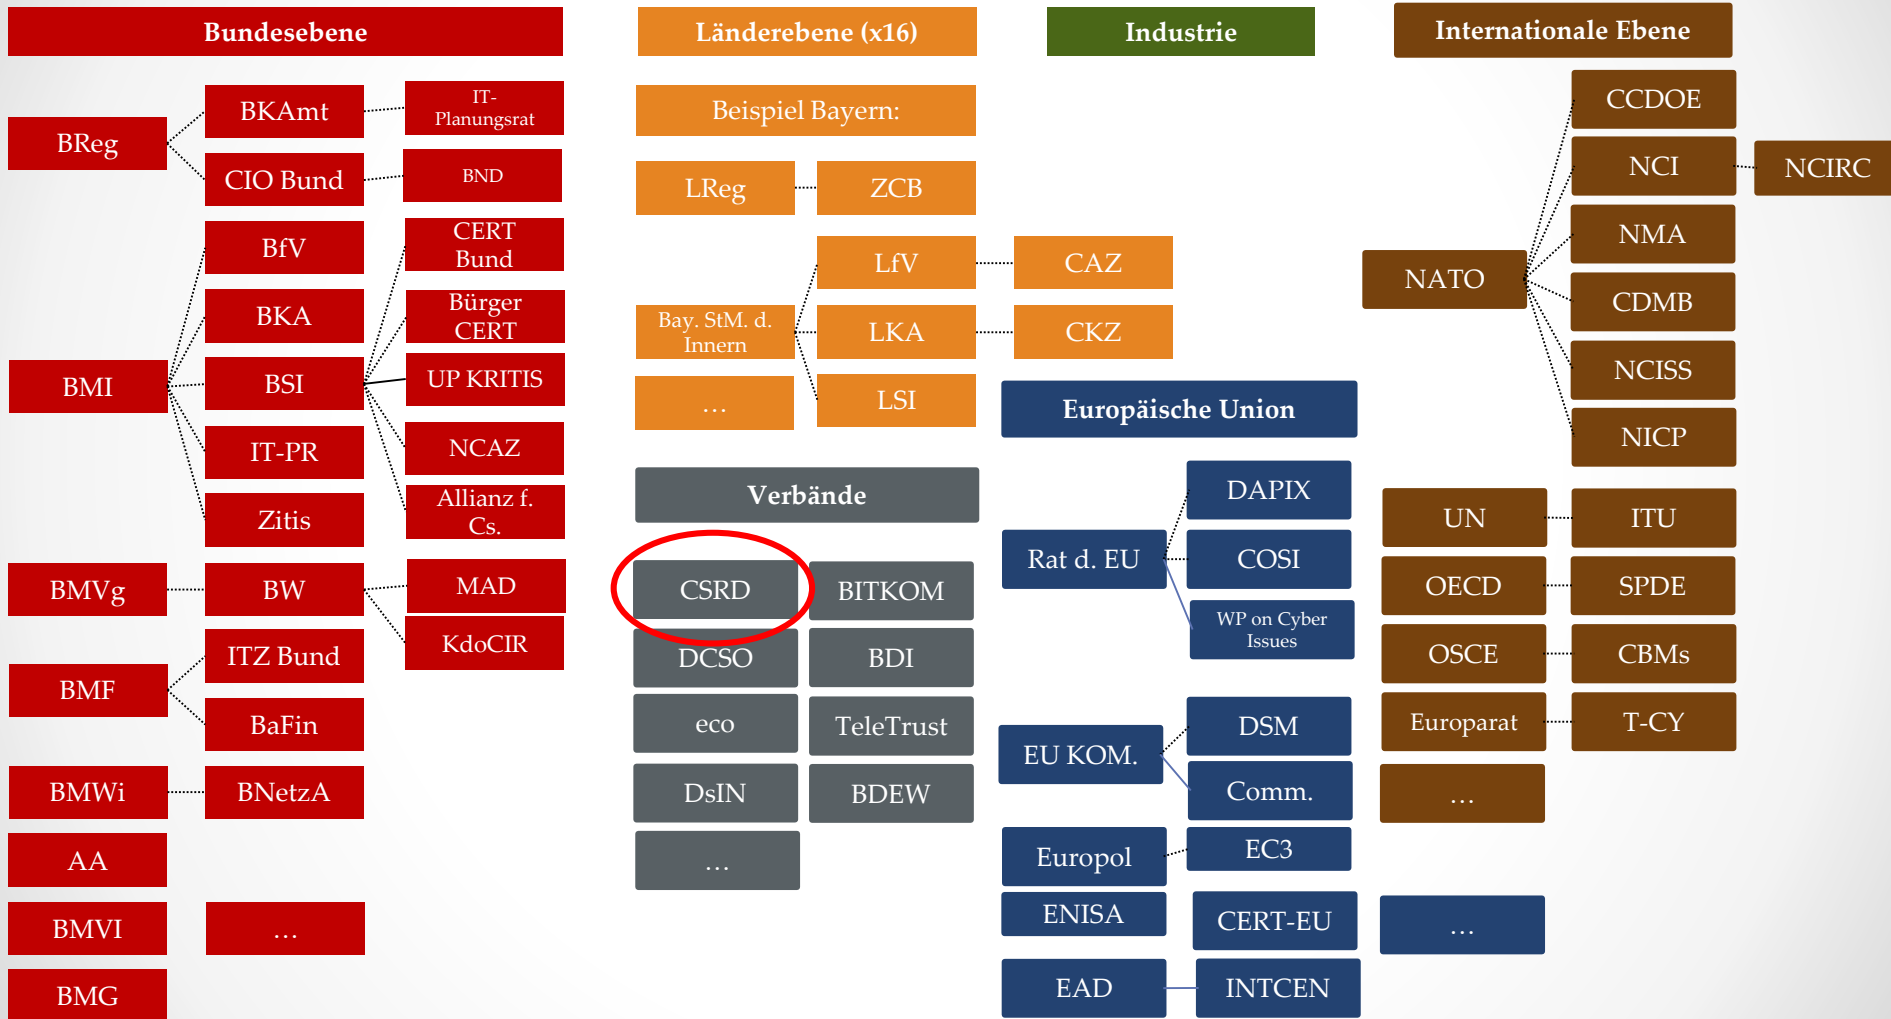 Bundesebene
BReg
BKAmt
IT-
Planungsrat
CIO Bund
BND
BMI
BfV
BKA
BSI
IT-PR
Zitis
CERT
Bund
Bürger
CERT
UP KRITIS
NCAZ
Allianz f.
Cs.
BMVg
BW
MAD
KdoCIR
BMF
ITZ Bund
BaFin
BMWi
BNetzA
AA
BMVI
…
BMG
Länderebene (x16)
Beispiel Bayern:
LReg
ZCB
Bay. StM. d.
Innern
LfV
CAZ
LKA
CKZ
LSI
…
Verbände
CSRD
BITKOM
DCSO
BDI
eco
TeleTrust
DsIN
BDEW
…
Industrie
Europäische Union
Rat d. EU
DAPIX
COSI
WP on Cyber
Issues
EU KOM.
DSM
Comm.
Europol
EC3
ENISA
CERT-EU
…
EAD
INTCEN
Internationale Ebene
NATO
CCDOE
NCI
NCIRC
NMA
CDMB
NCISS
NICP
UN
ITU
OECD
SPDE
OSCE
CBMs
Europarat
T-CY
…